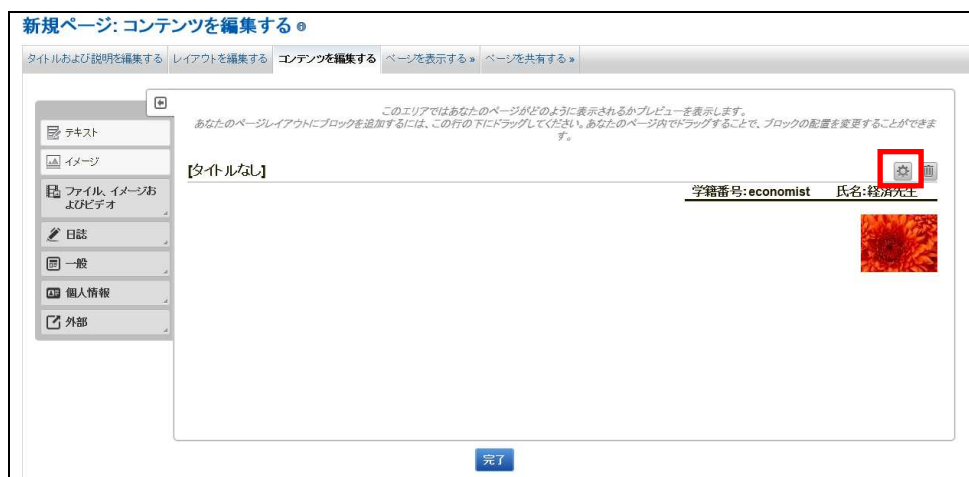 新規ページ: コンテンツを編集する
タイトルおよび説明を編集する レイアウトを編集する コンテンツを編集する ページを表示する» ページを共有する»
このエリアではあなたのページがどのように表示されるかプレビューを表示します。
あなたのページレイアウトにブロックを追加するには、この行の下にドラッグしてください。あなたのページ内でドラッグすることで、ブロックの配置を変更することができま
す。
テキスト
イメージ
ファイル、イメージお
よびビデオ
日誌
一般
個人情報
外部
[タイトルなし]
学籍番号:economist 氏名:経済先生
完了